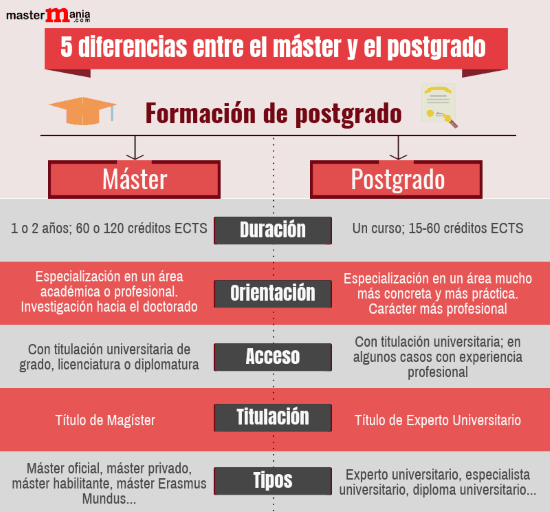 mastermania
.com
5 diferencias entre el máster y el postgrado
Formación de postgrado
Máster
Postgrado
1 o 2 años; 60 o 120 créditos ECTS
Duración
Un curso; 15-60 créditos ECTS
Especialización en un área
académica o profesional.
Investigación hacia el doctorado
Orientación
Especialización en un área mucho
más concreta y más práctica.
Carácter más profesional
Con titulación universitaria de
grado, licenciatura o diplomatura
Acceso
Con titulación universitaria; en
algunos casos con experiencia
profesional
Título de Magíster
Titulación
Título de Experto Universitario
Máster oficial, máster privado,
máster habilitante, máster Erasmus
Mundus...
Tipos
Experto universitario, especialista
universitario, diploma universitario...